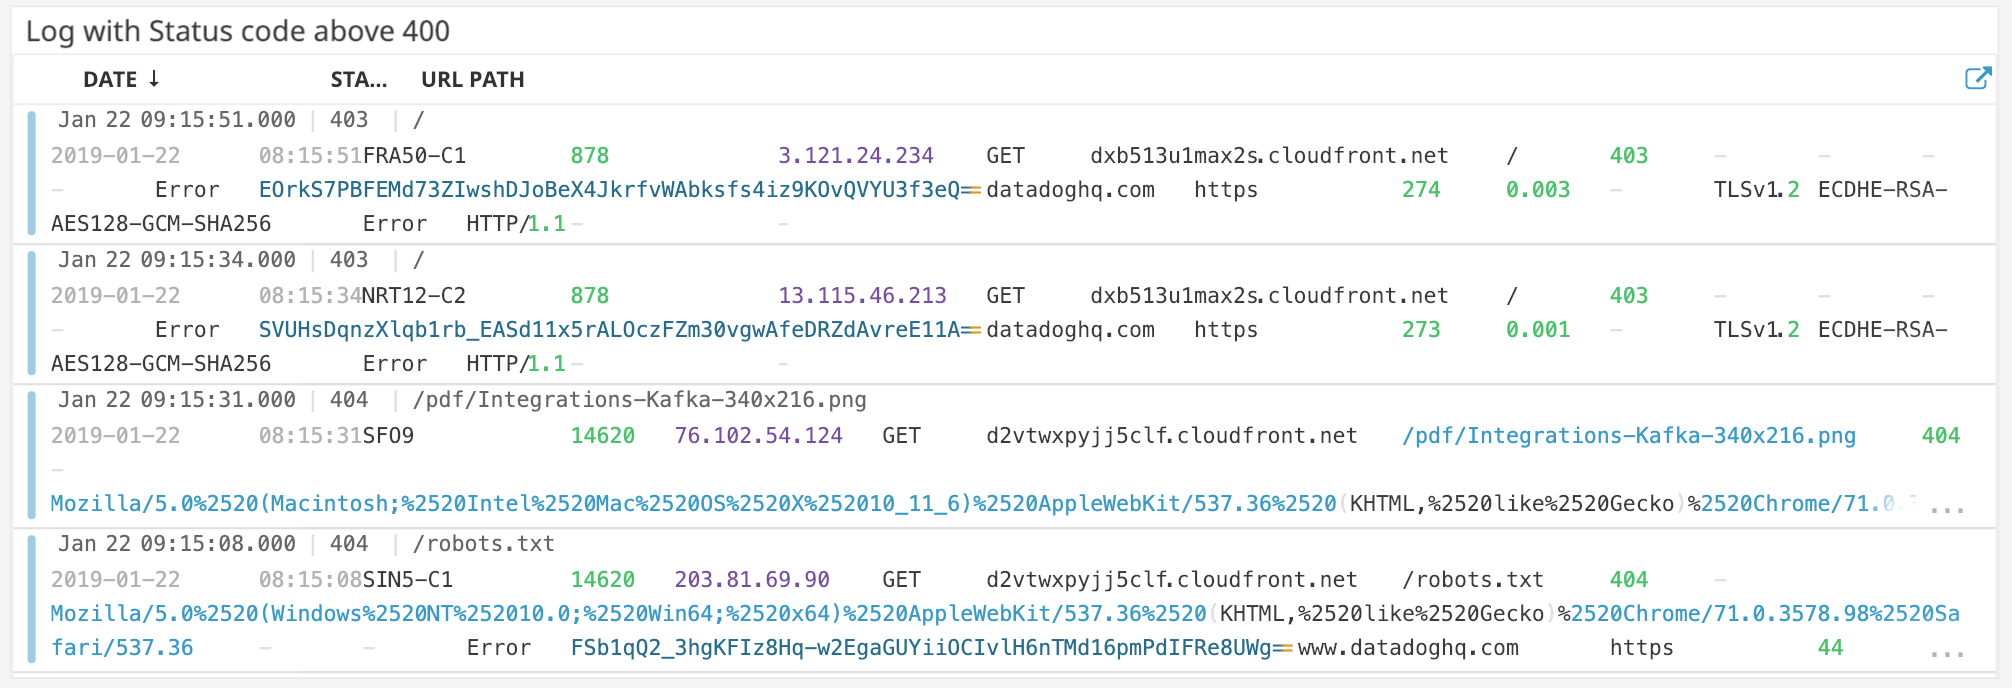 Log with Status code above 400
DATE ↓ STA... URL PATH
Jan 22 09:15:51.000 | 403 | /
2019-01-22 08:15:51FRA50-C1 878 3.121.24.234 GET dxb513u1max2s.cloudfront.net / 403 - - -
- Error EOrkS7PBFEMd73ZIwshDJoBeX4JkrfvWAbksfs4iz9KOvQVYU3f3eQ== datadoghq.com https 274 0.003 - TLSv1.2 ECDHE-RSA-
AES128-GCM-SHA256 Error HTTP/1.1 - -
Jan 22 09:15:34.000 | 403 | /
2019-01-22 08:15:34NRT12-C2 878 13.115.46.213 GET dxb513u1max2s.cloudfront.net / 403 - - -
- Error SVUHsDqnzXlqb1rb_EASd11x5rALOczFZm30vgwAfeDRZdAvreE11A== datadoghq.com https 273 0.001 - TLSv1.2 ECDHE-RSA-
AES128-GCM-SHA256 Error HTTP/1.1 - -
Jan 22 09:15:31.000 | 404 | /pdf/Integrations-Kafka-340x216.png
2019-01-22 08:15:31SFO9 14620 76.102.54.124 GET d2vtwxpyjj5clf.cloudfront.net /pdf/Integrations-Kafka-340x216.png 404
-
Mozilla/5.0%2520(Macintosh;%2520Intel%2520Mac%2520OS%2520X%252010_11_6)%2520AppleWebKit/537.36%2520(KHTML,%2520like%2520Gecko)%2520Chrome/71.0.3 ...
Jan 22 09:15:08.000 | 404 | /robots.txt
2019-01-22 08:15:08SIN5-C1 14620 203.81.69.90 GET d2vtwxpyjj5clf.cloudfront.net /robots.txt 404 -
Mozilla/5.0%2520(Windows%2520NT%252010.0;%2520Win64;%2520x64)%2520AppleWebKit/537.36%2520(KHTML,%2520like%2520Gecko)%2520Chrome/71.0.3578.98%2520Sa
fari/537.36 - - Error FSb1qQ2_3hgKFIz8Hq-w2EgaGUYiiOCIvlH6nTMd16pmPdIFRe8UWg== www.datadoghq.com https 44 ...